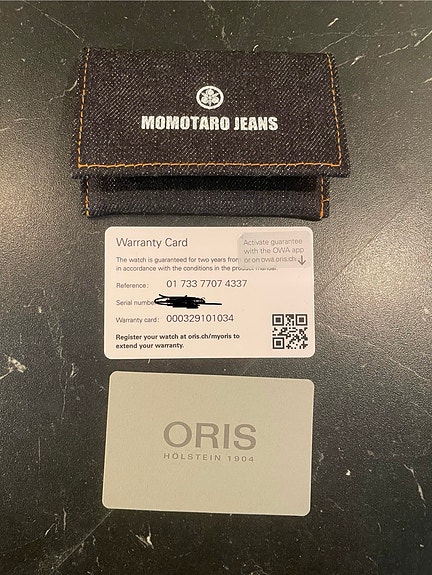 MOMOTARO JEANS
Warranty Card
Activate guarantee
with the OWA app
or on owa.oris.ch
The watch is guaranteed for two years from
in accordance with the conditions in the product manual.
Reference: 01 733 7707 4337
Serial number
Warranty card: 000329101034
Register your watch at oris.ch/myoris to
extend your warranty.
ORIS
HÖLSTEIN 1904